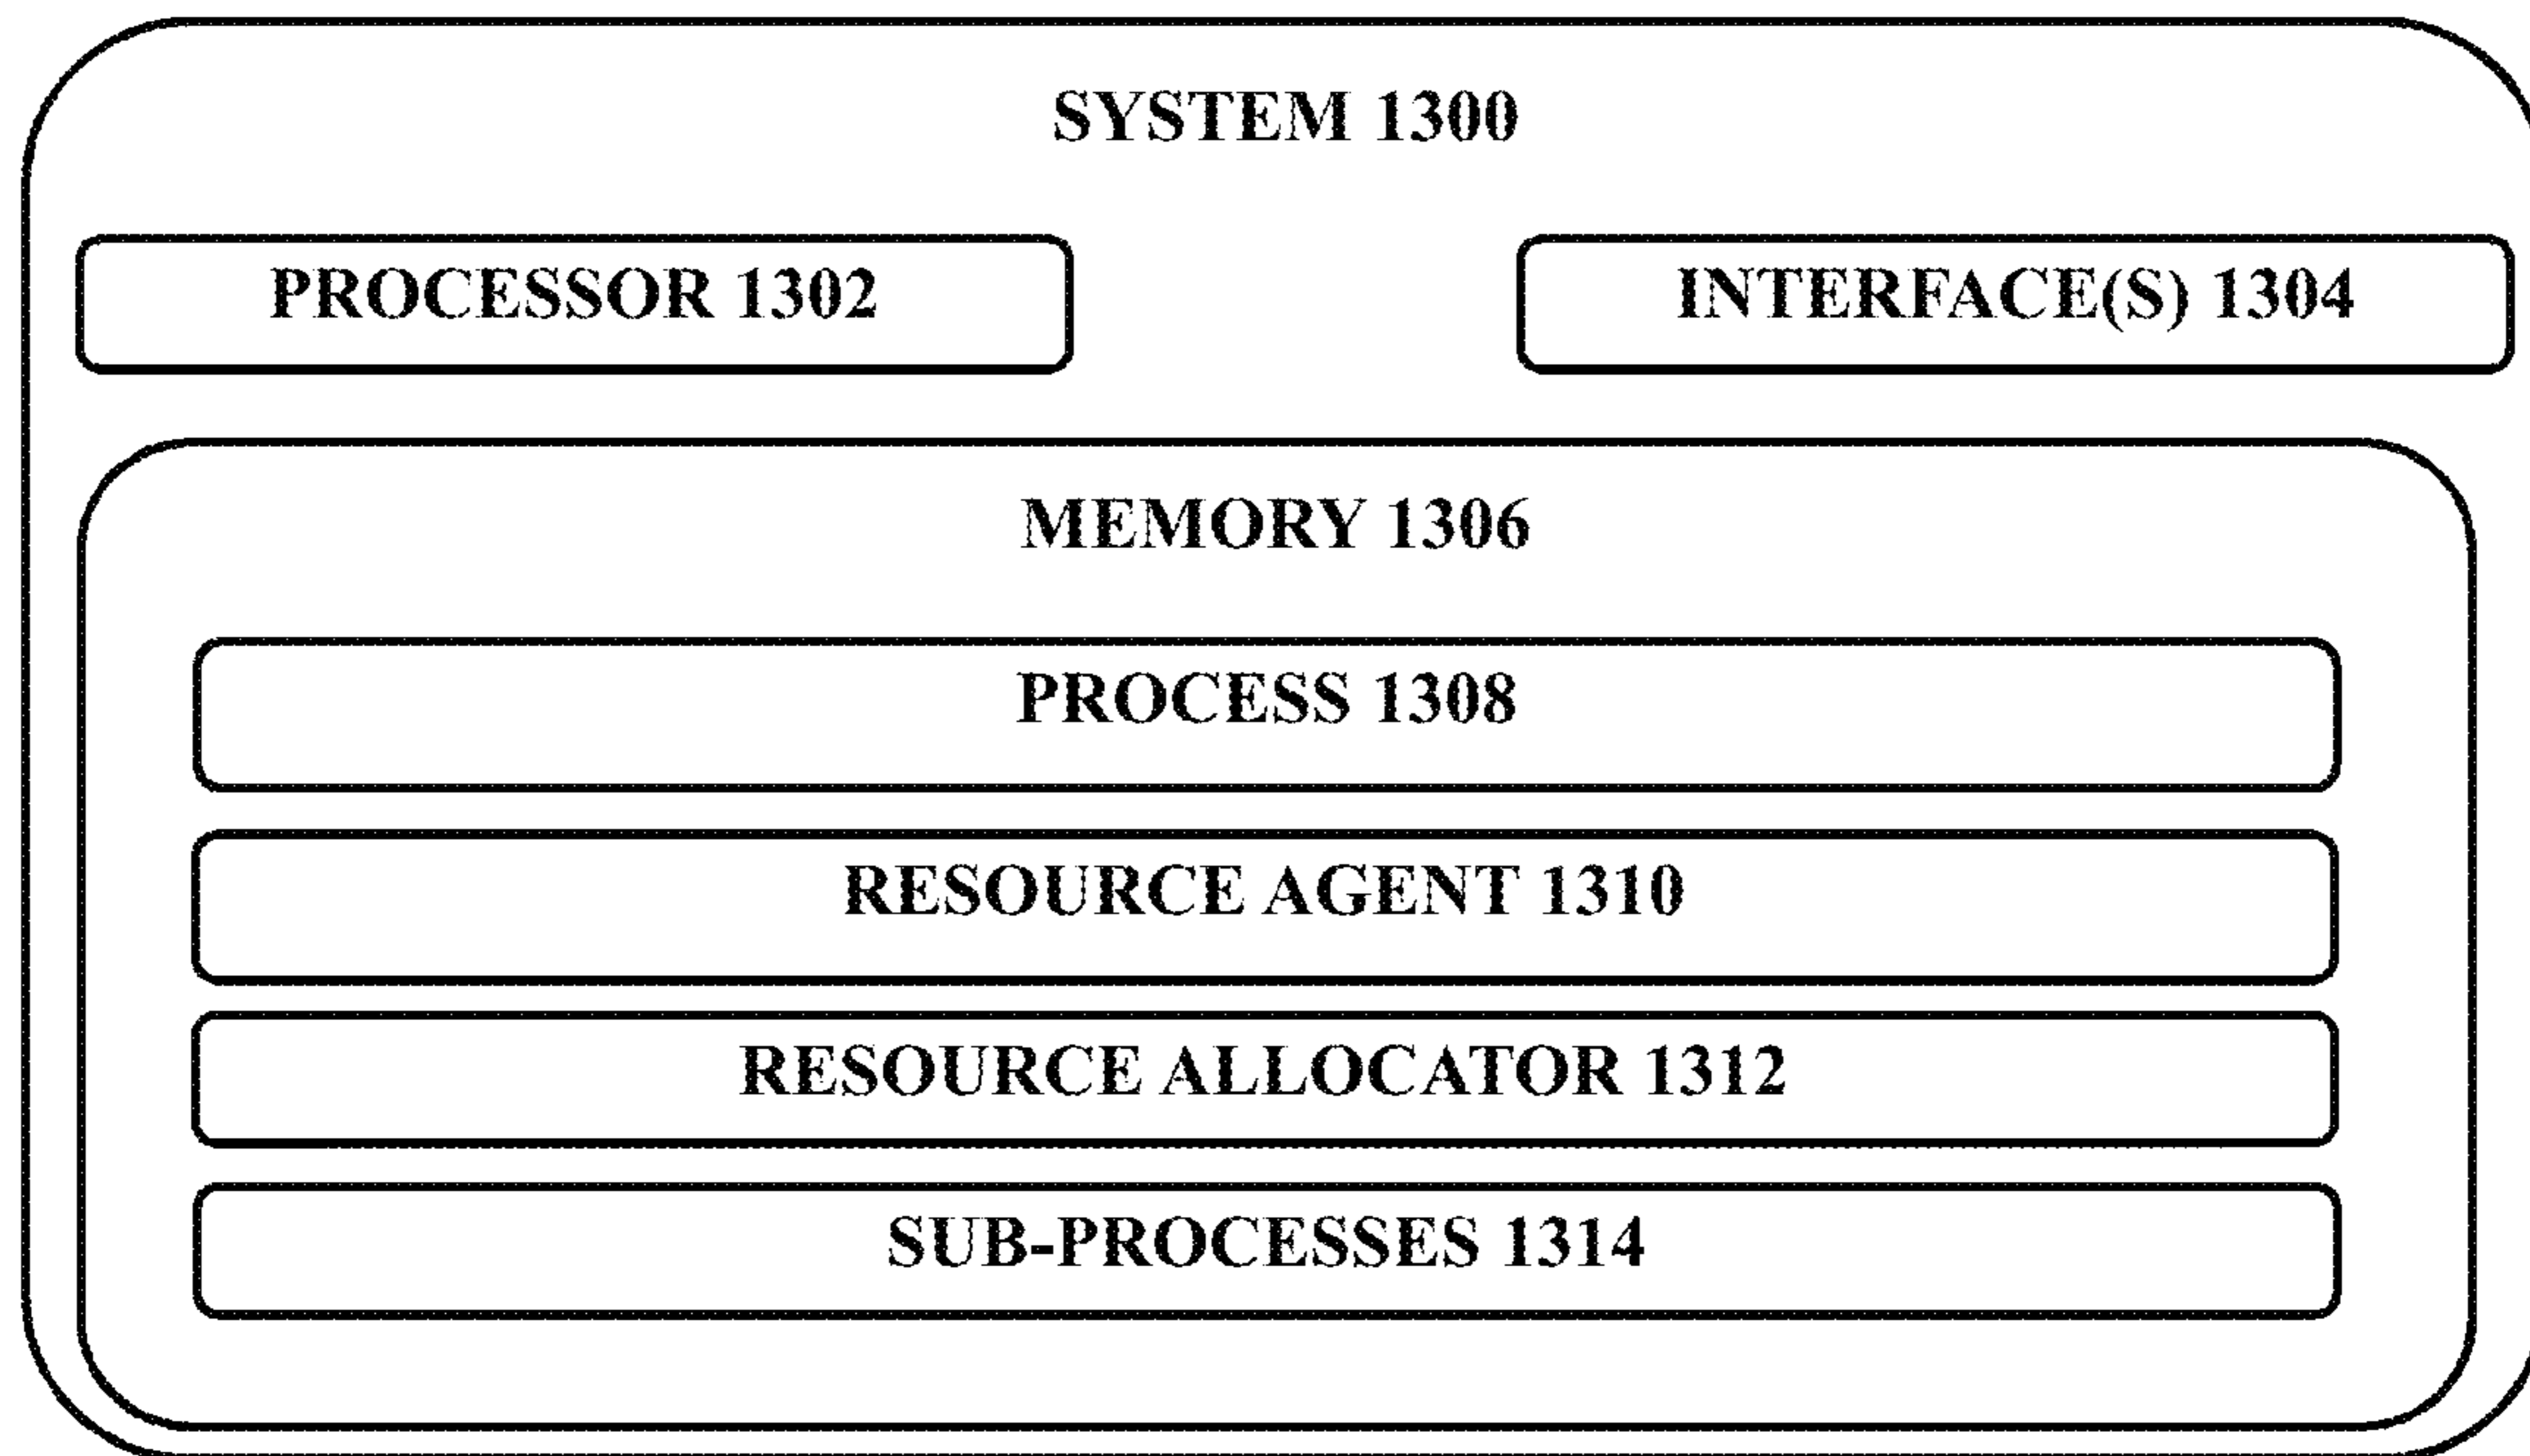 SYSTEM 1300
PROCESSOR 1302
INTERFACE(S) 1304
MEMORY 1306
PROCESS 1308
RESOURCE AGENT 1310
RESOURCE ALLOCATOR 1312
SUB-PROCESSES 1314